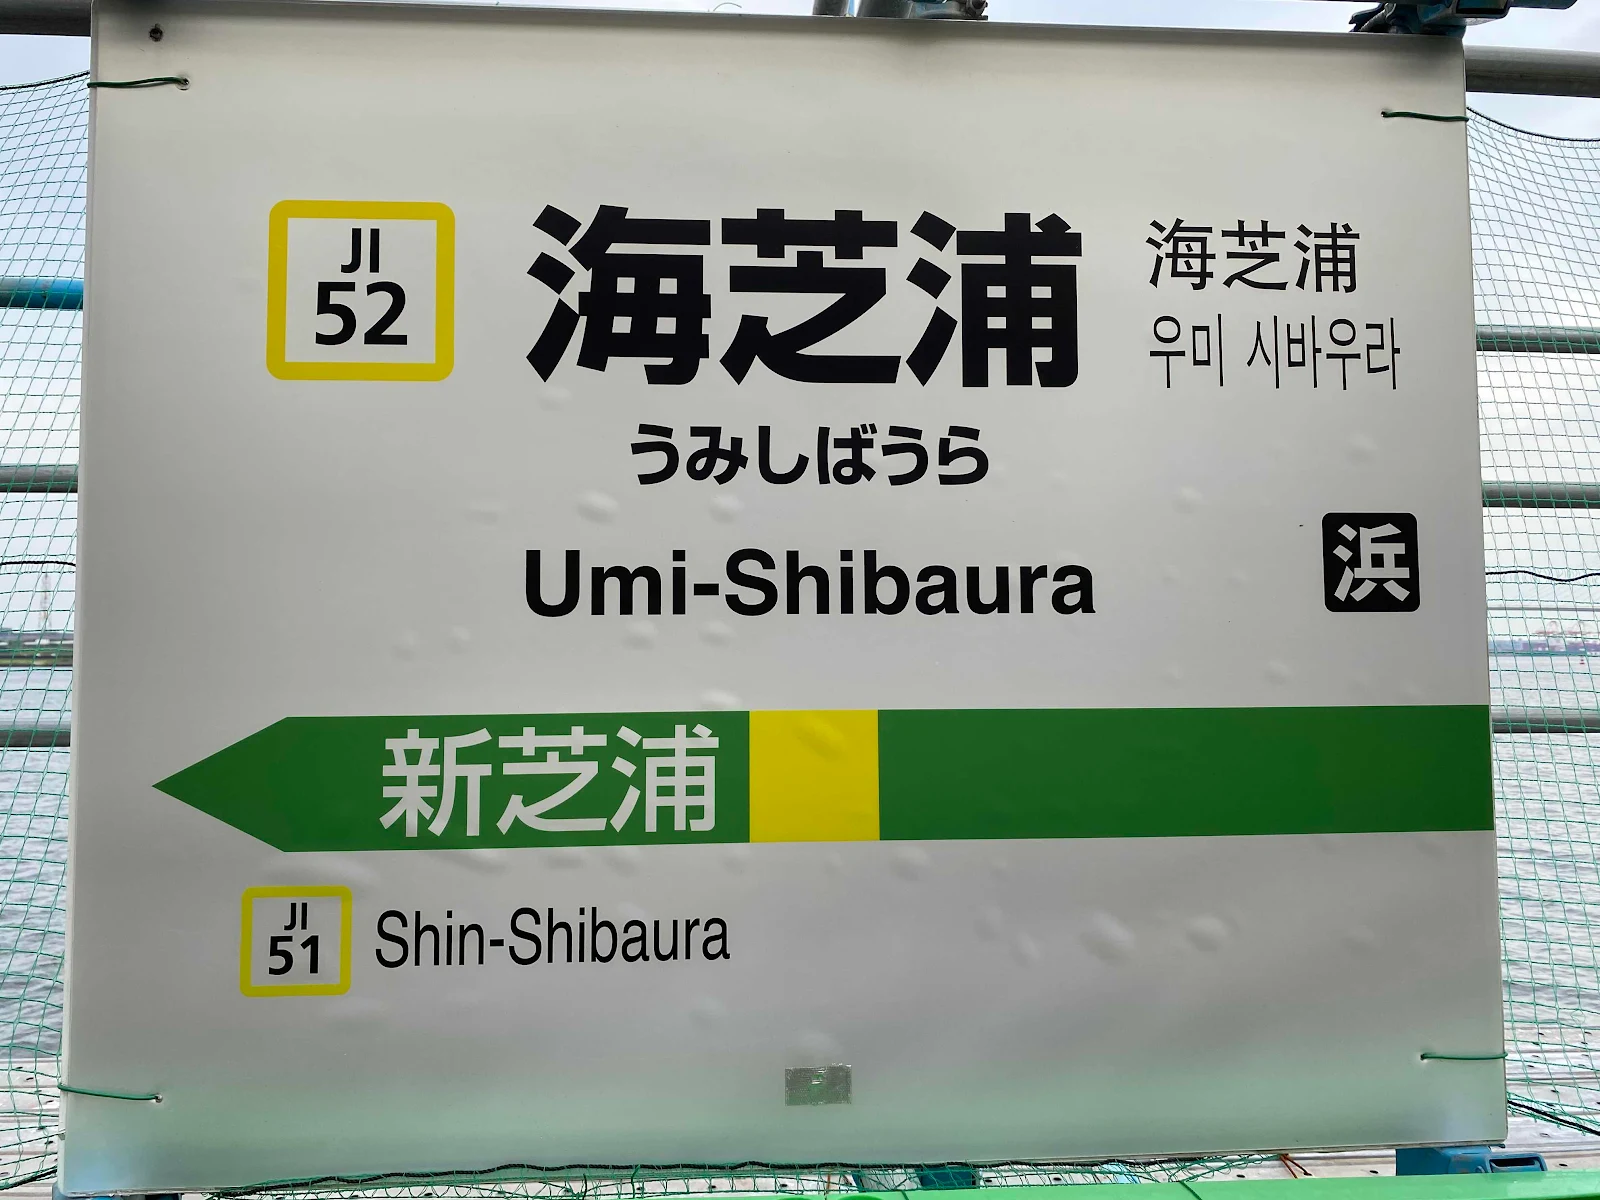 JI
52
海芝浦
海芝浦
우미 시바우라
うみしばうら
Umi-Shibaura
浜
新芝浦
JI
51
Shin-Shibaura